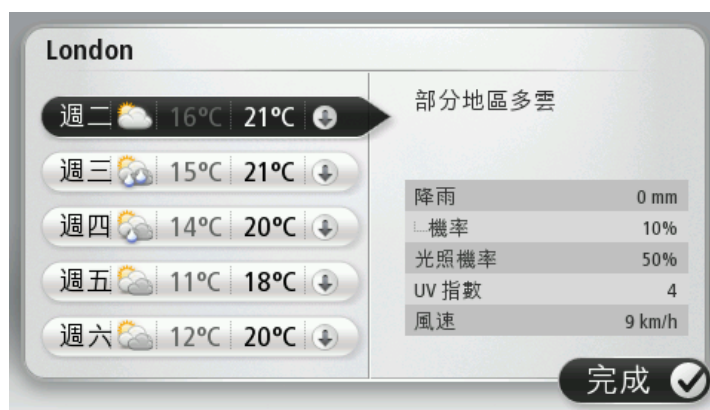 London
週二 16°C 21°C
週三 15°C 21°C
週四 14°C 20°C
週五 11°C 18°C
週六 12°C 20°C
部分地區多雲
降雨 0 mm
機率 10%
光照機率 50%
UV 指數 4
風速 9 km/h
完成